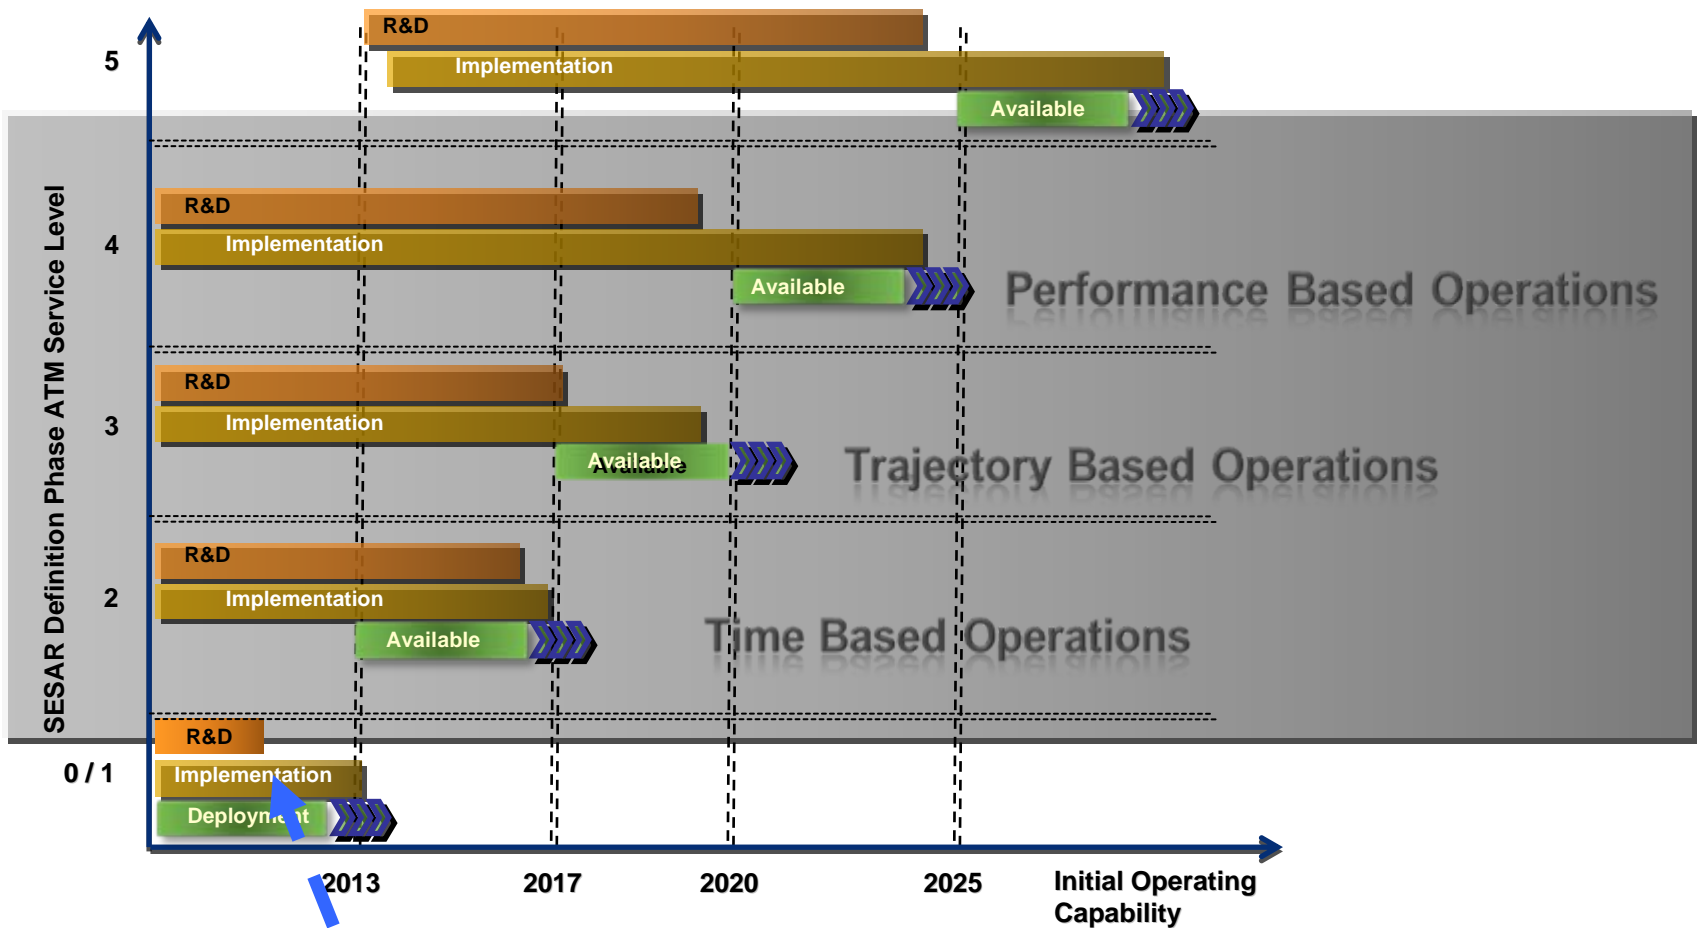 R&D
5
Implementation
Available
SESAR Definition Phase ATM Service Level
R&D
4
Implementation
Available
Performance Based Operations
R&D
3
Implementation
Available
Trajectory Based Operations
R&D
2
Implementation
Available
Time Based Operations
R&D
0 / 1
Implementation
Deployment
2013
2017
2020
2025
Initial Operating
Capability